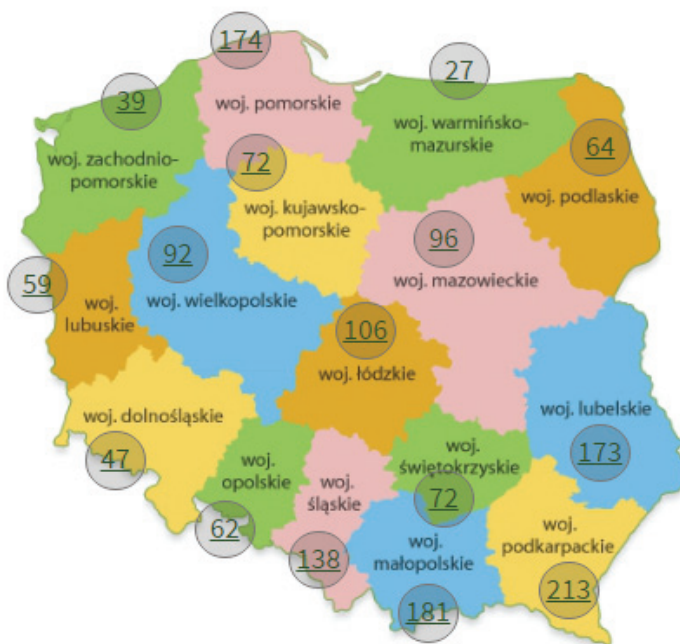 174
27
39
woj. pomorskie
woj. warmińsko-
mazurskie
64
woj. zachodnio-
pomorskie
72
woj. podlaskie
woj. kujawsko-
pomorskie
96
92
59
woj. mazowieckie
woj.
lubuskie
woj. wielkopolskie
106
woj. łódzkie
woj. dolnośląskie
woj. lubelskie
47
woj.
opolskie
woj.
śląskie
woj.
świętokrzyskie
173
72
62
woj.
małopolskie
woj.
podkarpackie
138
181
213